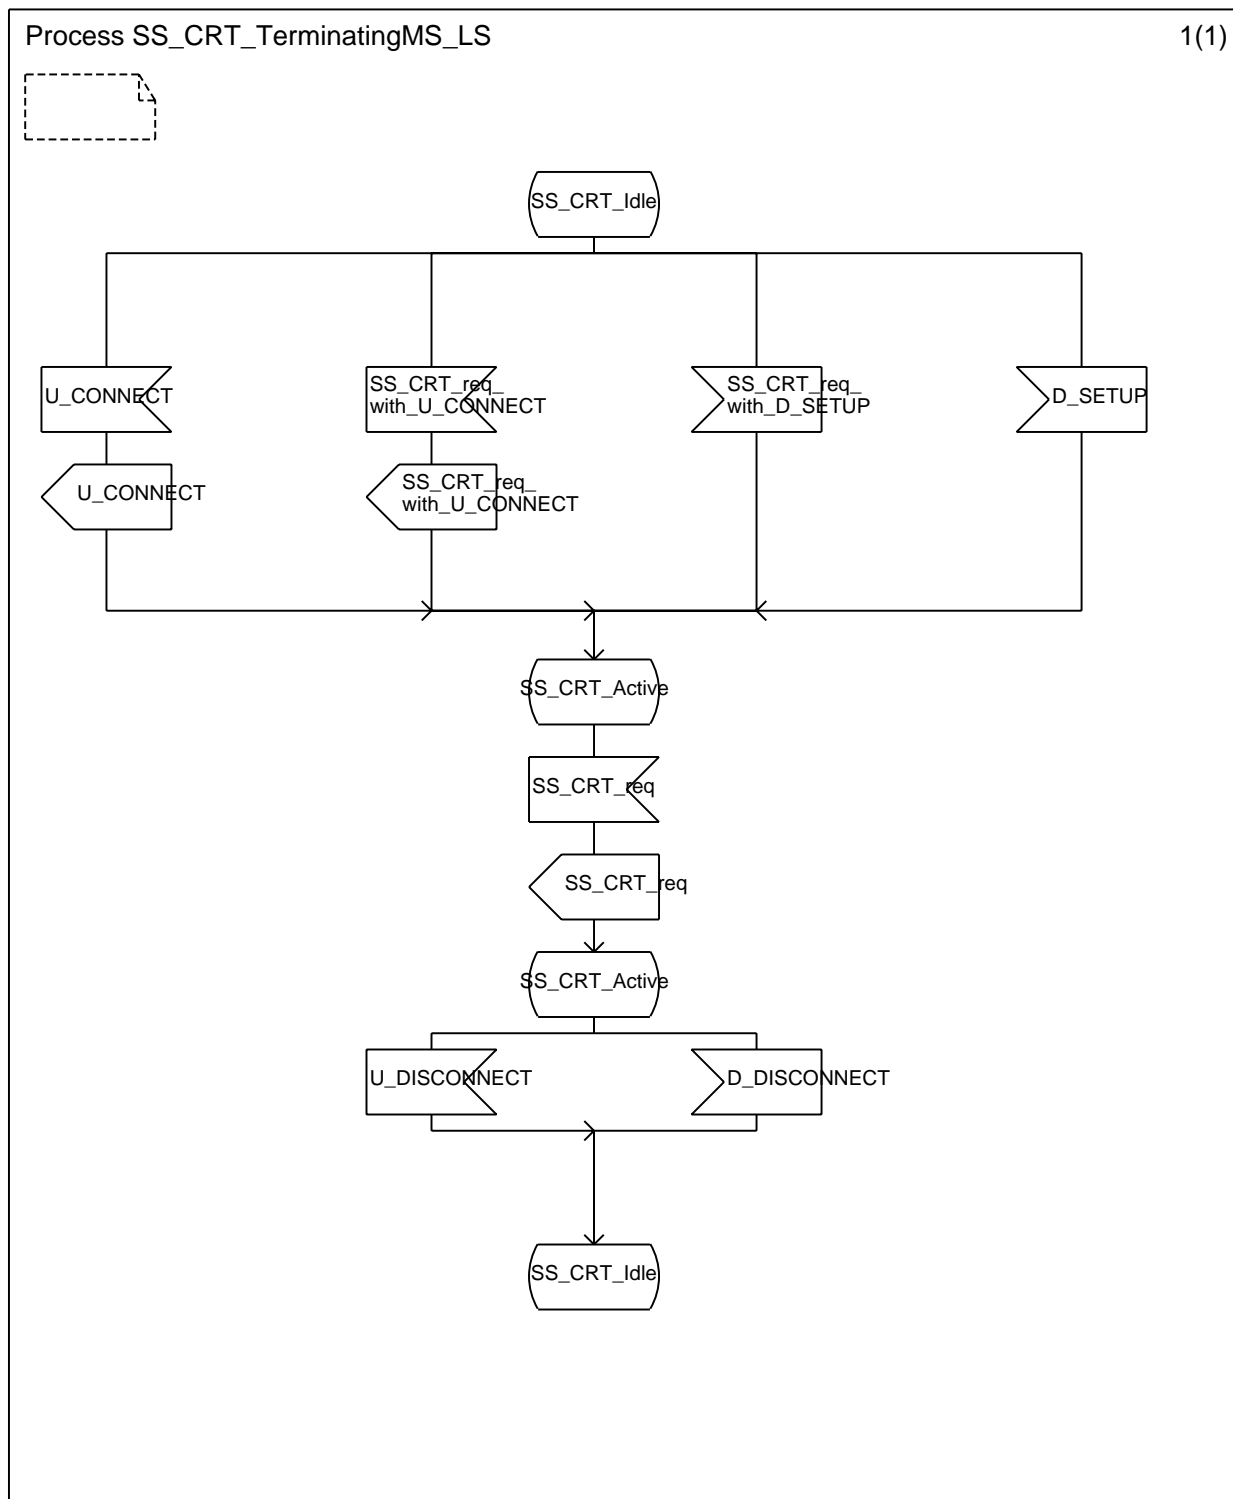 Process SS_CRT_TerminatingMS_LS
1(1)
SS_CRT_Idle
U_CONNECT
SS_CRT_req_
with_U_CONNECT
SS_CRT_req_
with_D_SETUP
D_SETUP
U_CONNECT
SS_CRT_req_
with_U_CONNECT
SS_CRT_Active
SS_CRT_req
SS_CRT_req
SS_CRT_Active
U_DISCONNECT
D_DISCONNECT
SS_CRT_Idle